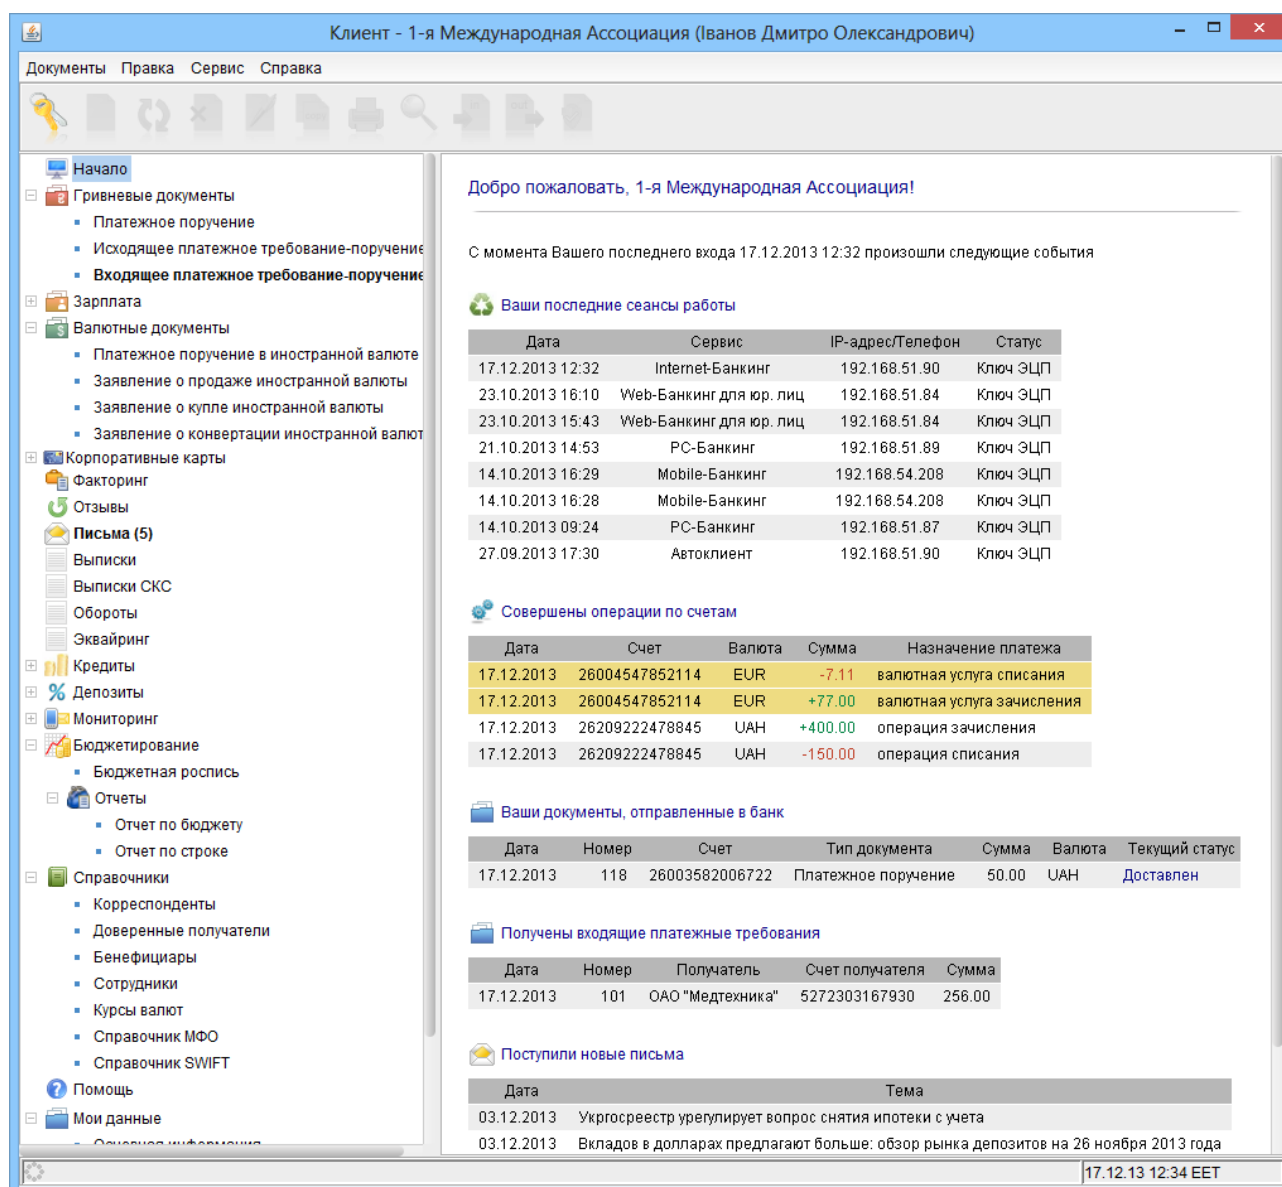 Клиент - 1-я Международная Ассоциация (Іванов Дмитро Олександрович)
Документы Правка Сервис Справка
Начало
Гривневые документы
Платежное поручение
Исходящее платежное требование-поручение
Входящее платежное требование-поручение
Зарплата
Валютные документы
Платежное поручение в иностранной валюте
Заявление о продаже иностранной валюты
Заявление о купле иностранной валюты
Заявление о конвертации иностранной валют
Корпоративные карты
Факторинг
Отзывы
Письма (5)
Выписки
Выписки СКС
Обороты
Эквайринг
Кредиты
Депозиты
Мониторинг
Бюджетирование
Бюджетная роспись
Отчеты
Отчет по бюджету
Отчет по строке
Справочники
Корреспонденты
Доверенные получатели
Бенефициары
Сотрудники
Курсы валют
Справочник МФО
Справочник SWIFT
Помощь
Мои данные
Основная информация
Добро пожаловать, 1-я Международная Ассоциация!
С момента Вашего последнего входа 17.12.2013 12:32 произошли следующие события
Ваши последние сеансы работы
Дата Сервис IP-адрес/Телефон Статус
17.12.2013 12:32 Internet-Банкинг 192.168.51.90 Ключ ЭЦП
23.10.2013 16:10 Web-Банкинг для юр. лиц 192.168.51.84 Ключ ЭЦП
23.10.2013 15:43 Web-Банкинг для юр. лиц 192.168.51.84 Ключ ЭЦП
21.10.2013 14:53 PC-Банкинг 192.168.51.89 Ключ ЭЦП
14.10.2013 16:29 Mobile-Банкинг 192.168.54.208 Ключ ЭЦП
14.10.2013 16:28 Mobile-Банкинг 192.168.54.208 Ключ ЭЦП
14.10.2013 09:24 PC-Банкинг 192.168.51.87 Ключ ЭЦП
27.09.2013 17:30 Автоклиент 192.168.51.90 Ключ ЭЦП
Совершены операции по счетам
Дата Счет Валюта Сумма Назначение платежа
17.12.2013 26004547852114 EUR -7.11 валютная услуга списания
17.12.2013 26004547852114 EUR +77.00 валютная услуга зачисления
17.12.2013 26209222478845 UAH +400.00 операция зачисления
17.12.2013 26209222478845 UAH -150.00 операция списания
Ваши документы, отправленные в банк
Дата Номер Счет Тип документа Сумма Валюта Текущий статус
17.12.2013 118 26003582006722 Платежное поручение 50.00 UAH Доставлен
Получены входящие платежные требования
Дата Номер Получатель Счет получателя Сумма
17.12.2013 101 ОАО "Медтехника" 5272303167930 256.00
Поступили новые письма
Дата Тема
03.12.2013 Укргосреестр урегулирует вопрос снятия ипотеки с учета
03.12.2013 Вкладов в долларах предлагают больше: обзор рынка депозитов на 26 ноября 2013 года
17.12.13 12:34 EET